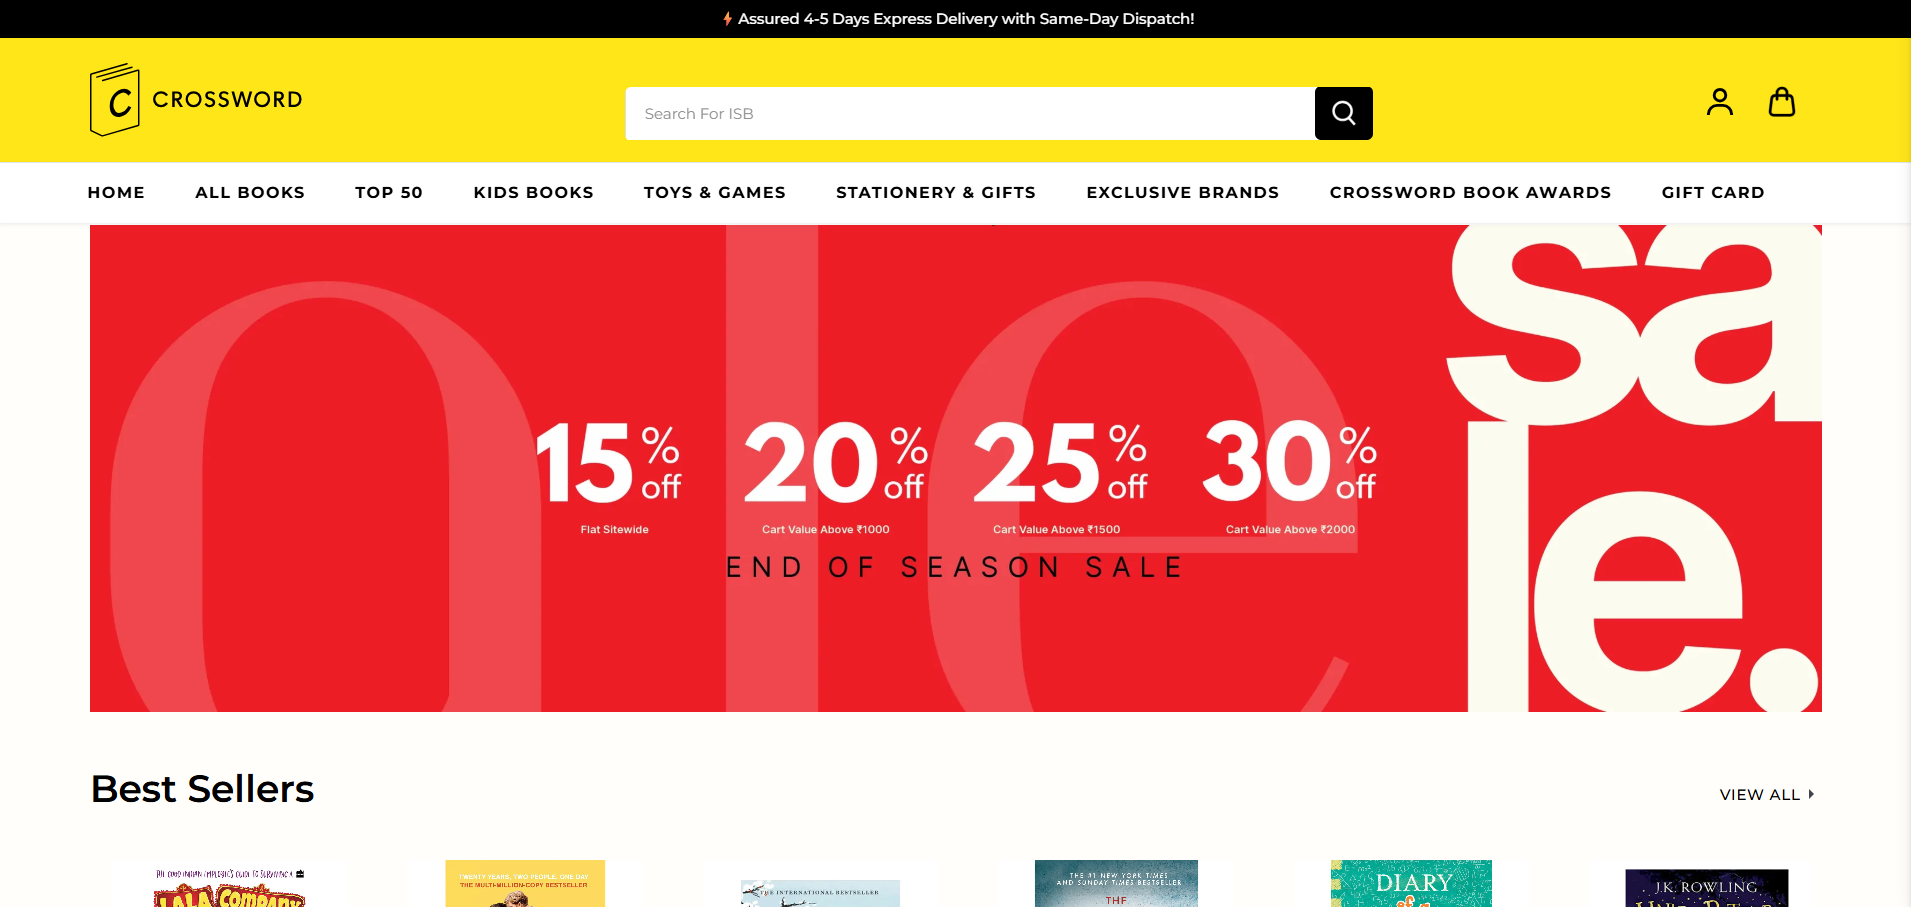 Assured 4-5 Days Express Delivery with Same-Day Dispatch!
C CROSSWORD
Search For ISB
HOME ALL BOOKS TOP 50 KIDS BOOKS TOYS & GAMES STATIONERY & GIFTS EXCLUSIVE BRANDS CROSSWORD BOOK AWARDS GIFT CARD
ole
sa
le.
15% off 20% off 25% off 30% off
Flat Sitewide Cart Value Above ₹1000 Cart Value Above ₹1500 Cart Value Above ₹2000
END OF SEASON SALE
Best Sellers
VIEW ALL
LALA COMPANY
TWENTY YEARS, TWO PEOPLE, ONE DAY
THE MULTI-MILLION-COPY BESTSELLER
THE INTERNATIONAL BESTSELLER
THE #1 NEW YORK TIMES
AND SUNDAY TIMES BESTSELLER
THE
DIARY
of a
J.K. ROWLING